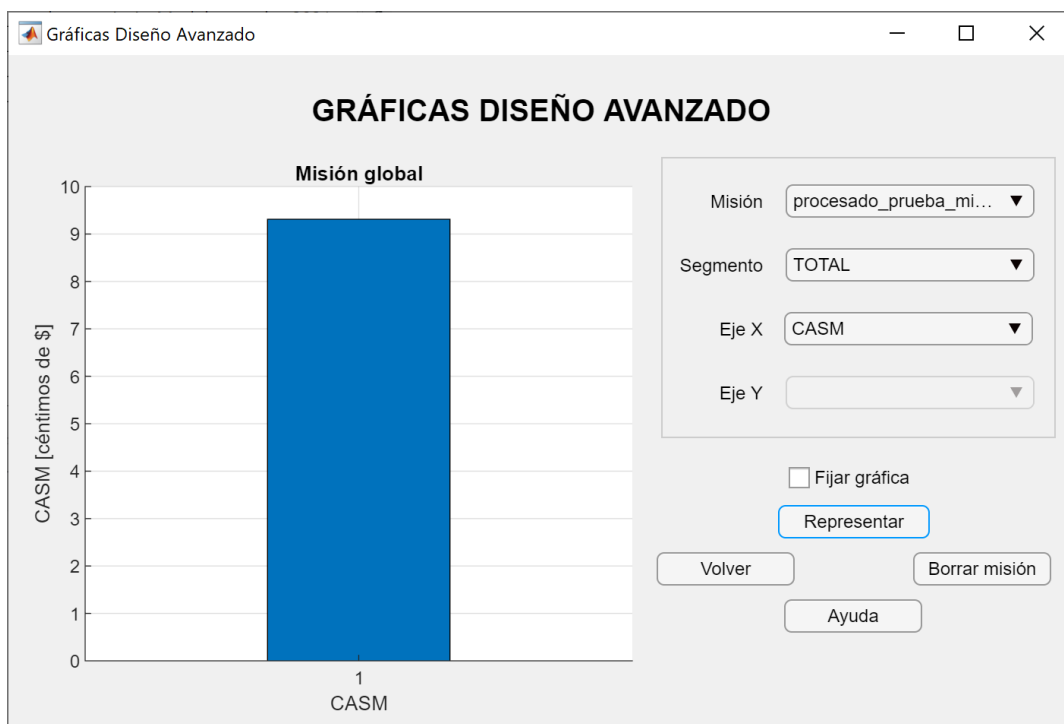 Gráficas Diseño Avanzado
GRÁFICAS DISEÑO AVANZADO
Misión global
10
9
8
7
6
5
4
3
2
1
0
CASM [céntimos de $]
1
CASM
Misión
procesado_prueba_mi...
Segmento
TOTAL
Eje X
CASM
Eje Y
Fijar gráfica
Representar
Volver
Borrar misión
Ayuda